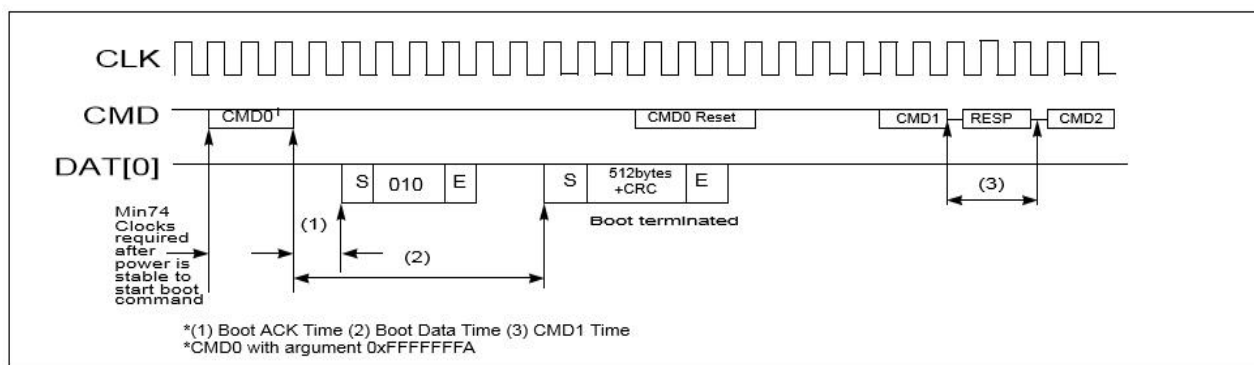 CLK
CMD
CMD0¹
CMD0 Reset
CMD1
RESP
CMD2
DAT[0]
S
010
E
S
512bytes
+CRC
E
Boot terminated
(3)
Min74
Clocks
required
after
power is
stable to
start boot
command
(1)
(2)
*(1) Boot ACK Time (2) Boot Data Time (3) CMD1 Time
*CMD0 with argument 0xFFFFFFFA